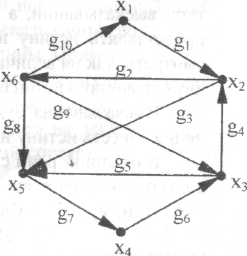 x₁
g₁₀ g₁
x₆ g₂ x₂
g₉ g₃
g₈ g₄
g₅
x₅ x₃
g₇ g₆
x₄